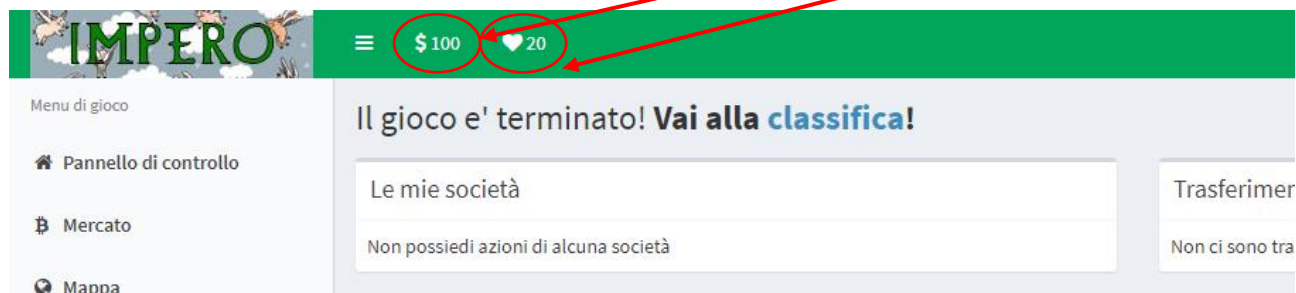 IMPERO
$ 100
20
Menu di gioco
Il gioco e' terminato! Vai alla classifica!
Pannello di controllo
Le mie società
Trasferimen
Mercato
Non possiedi azioni di alcuna società
Non ci sono tra
Mappa